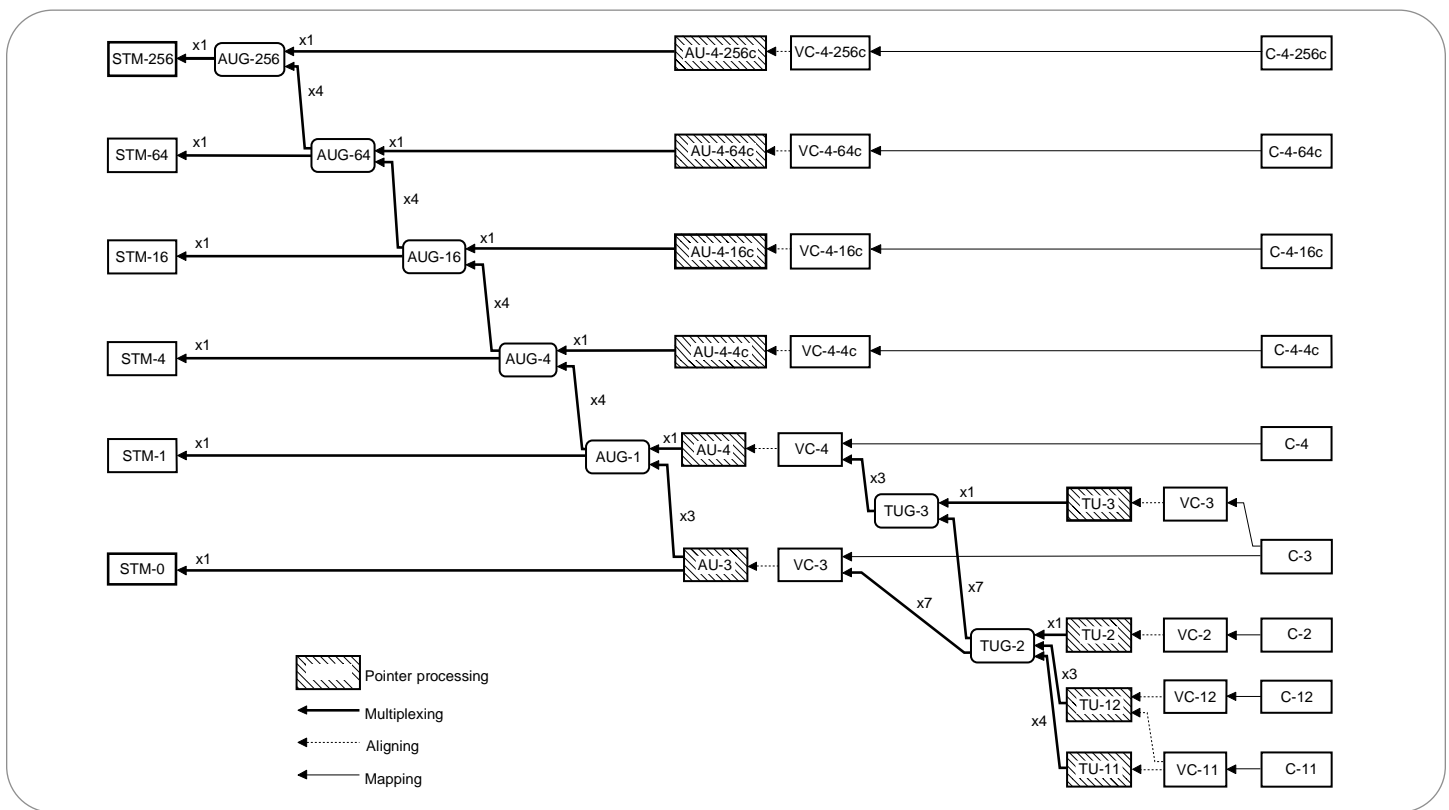 x1 x1
STM-256 AUG-256 AU-4-256c VC-4-256c C-4-256c
x4
x1 x1
STM-64 AUG-64 AU-4-64c VC-4-64c C-4-64c
x4
x1 x1
STM-16 AUG-16 AU-4-16c VC-4-16c C-4-16c
x4
x1 x1
STM-4 AUG-4 AU-4-4c VC-4-4c C-4-4c
x4
x1 x1
STM-1 AUG-1 AU-4 VC-4 C-4
x3
x1
TUG-3 TU-3 VC-3
x3
x1
STM-0 AU-3 VC-3 C-3
x7
x7
x1
TUG-2 TU-2 VC-2 C-2
x3
Pointer processing
TU-12 VC-12 C-12
Multiplexing
x4
Aligning
TU-11 VC-11 C-11
Mapping